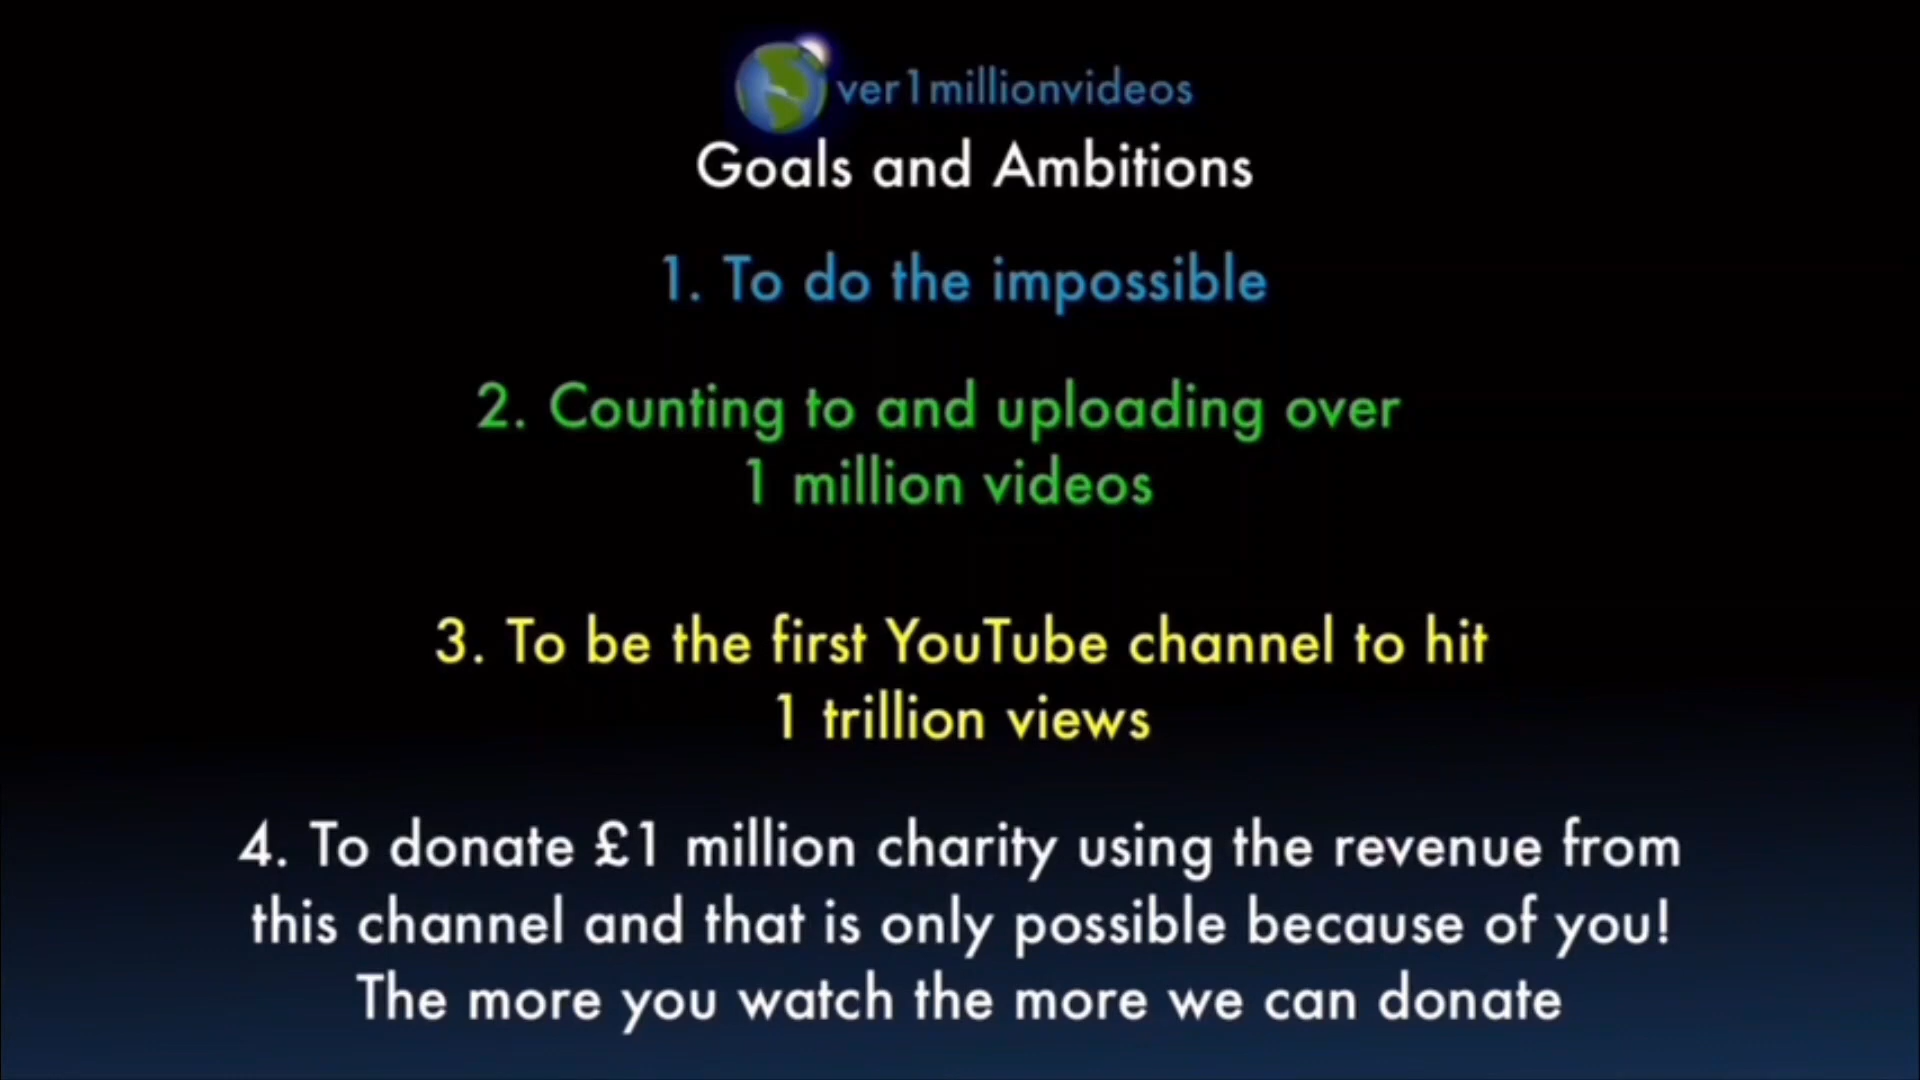 ver1millionvideos
Goals and Ambitions
1. To do the impossible
2. Counting to and uploading over
1 million videos
3. To be the first YouTube channel to hit
1 trillion views
4. To donate £1 million charity using the revenue from
this channel and that is only possible because of you!
The more you watch the more we can donate